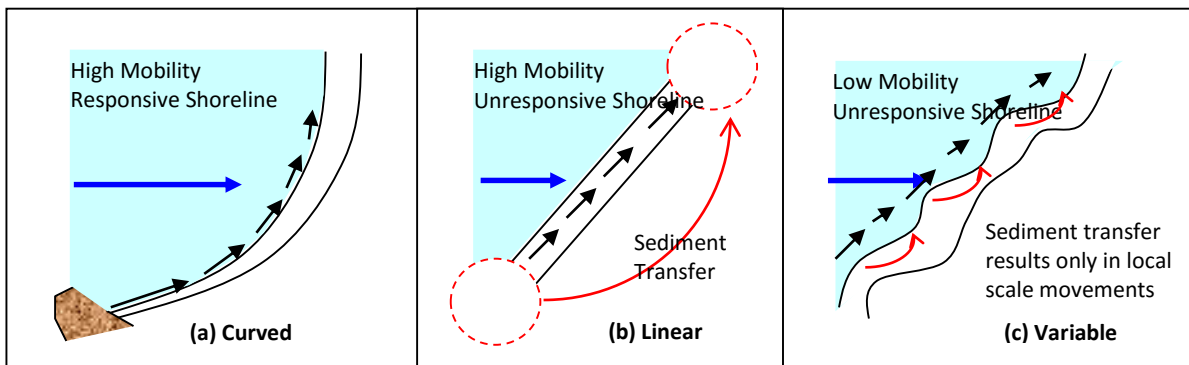 High Mobility
Responsive Shoreline
(a) Curved
High Mobility
Unresponsive Shoreline
Sediment
Transfer
(b) Linear
Low Mobility
Unresponsive Shoreline
Sediment transfer
results only in local
scale movements
(c) Variable